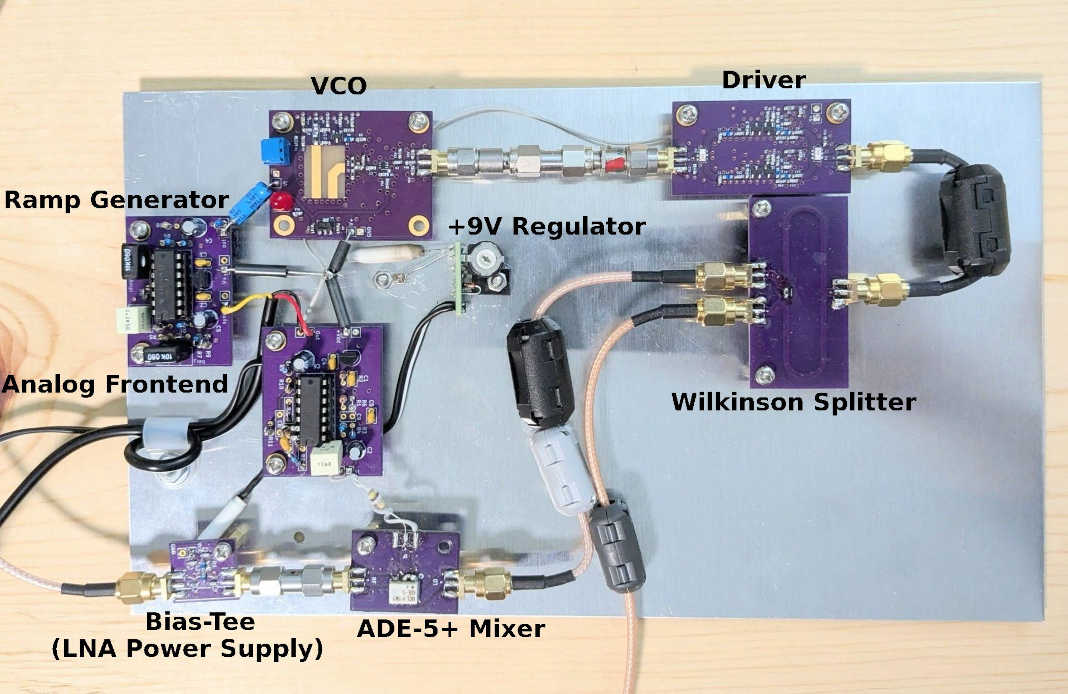 VCO
Driver
Ramp Generator
+9V Regulator
Analog Frontend
Wilkinson Splitter
Bias-Tee
(LNA Power Supply)
ADE-5+ Mixer